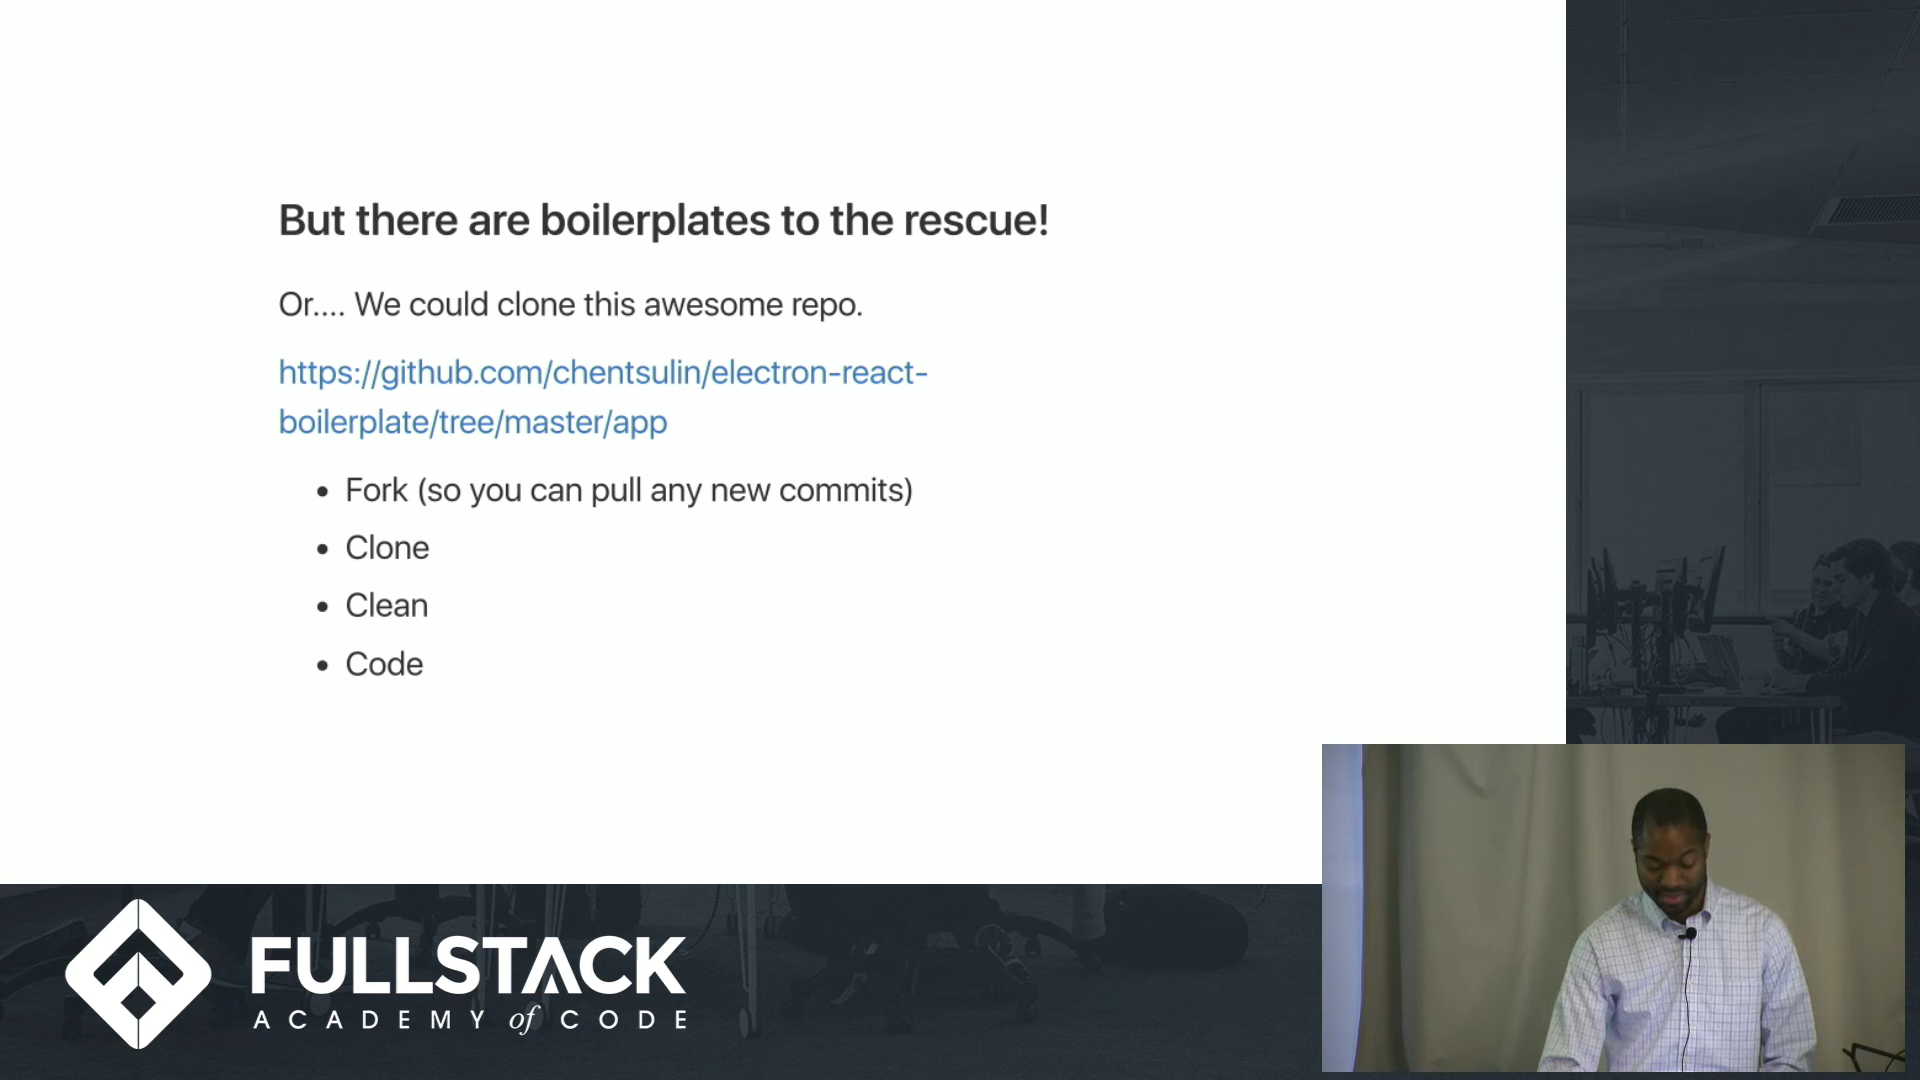 But there are boilerplates to the rescue!
Or.... We could clone this awesome repo.
https://github.com/chentsulin/electron-react-
boilerplate/tree/master/app
• Fork (so you can pull any new commits)
• Clone
• Clean
• Code
FULLSTACK
ACADEMY of CODE